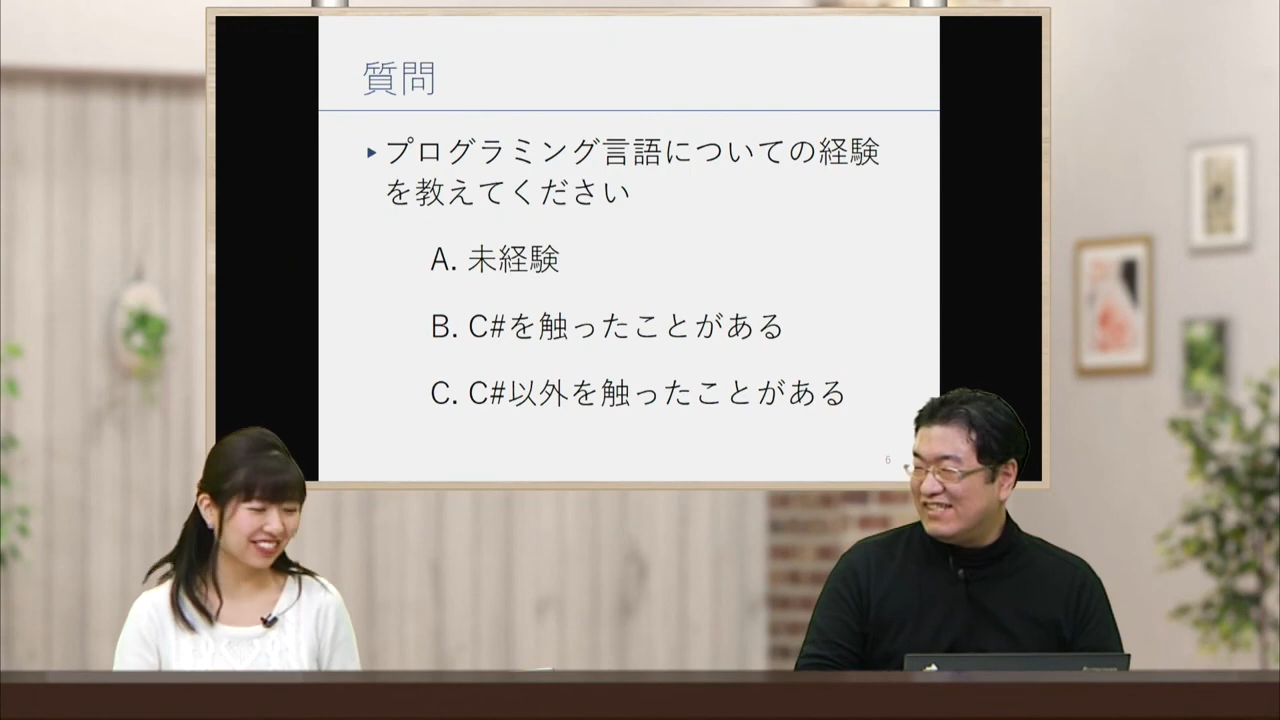 質問
プログラミング言語についての経験
を教えてください
A. 未経験
B. C#を触ったことがある
C. C#以外を触ったことがある
6